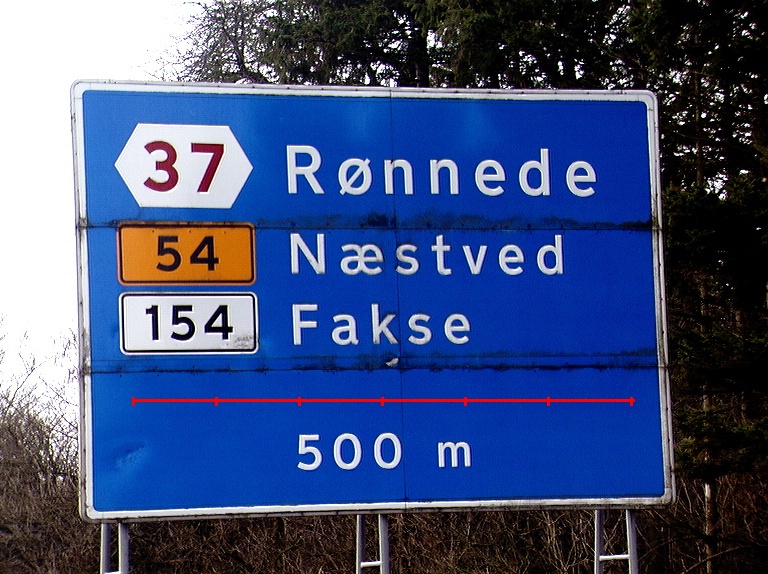 37 Rønnede
54 Næstved
154 Fakse
500 m